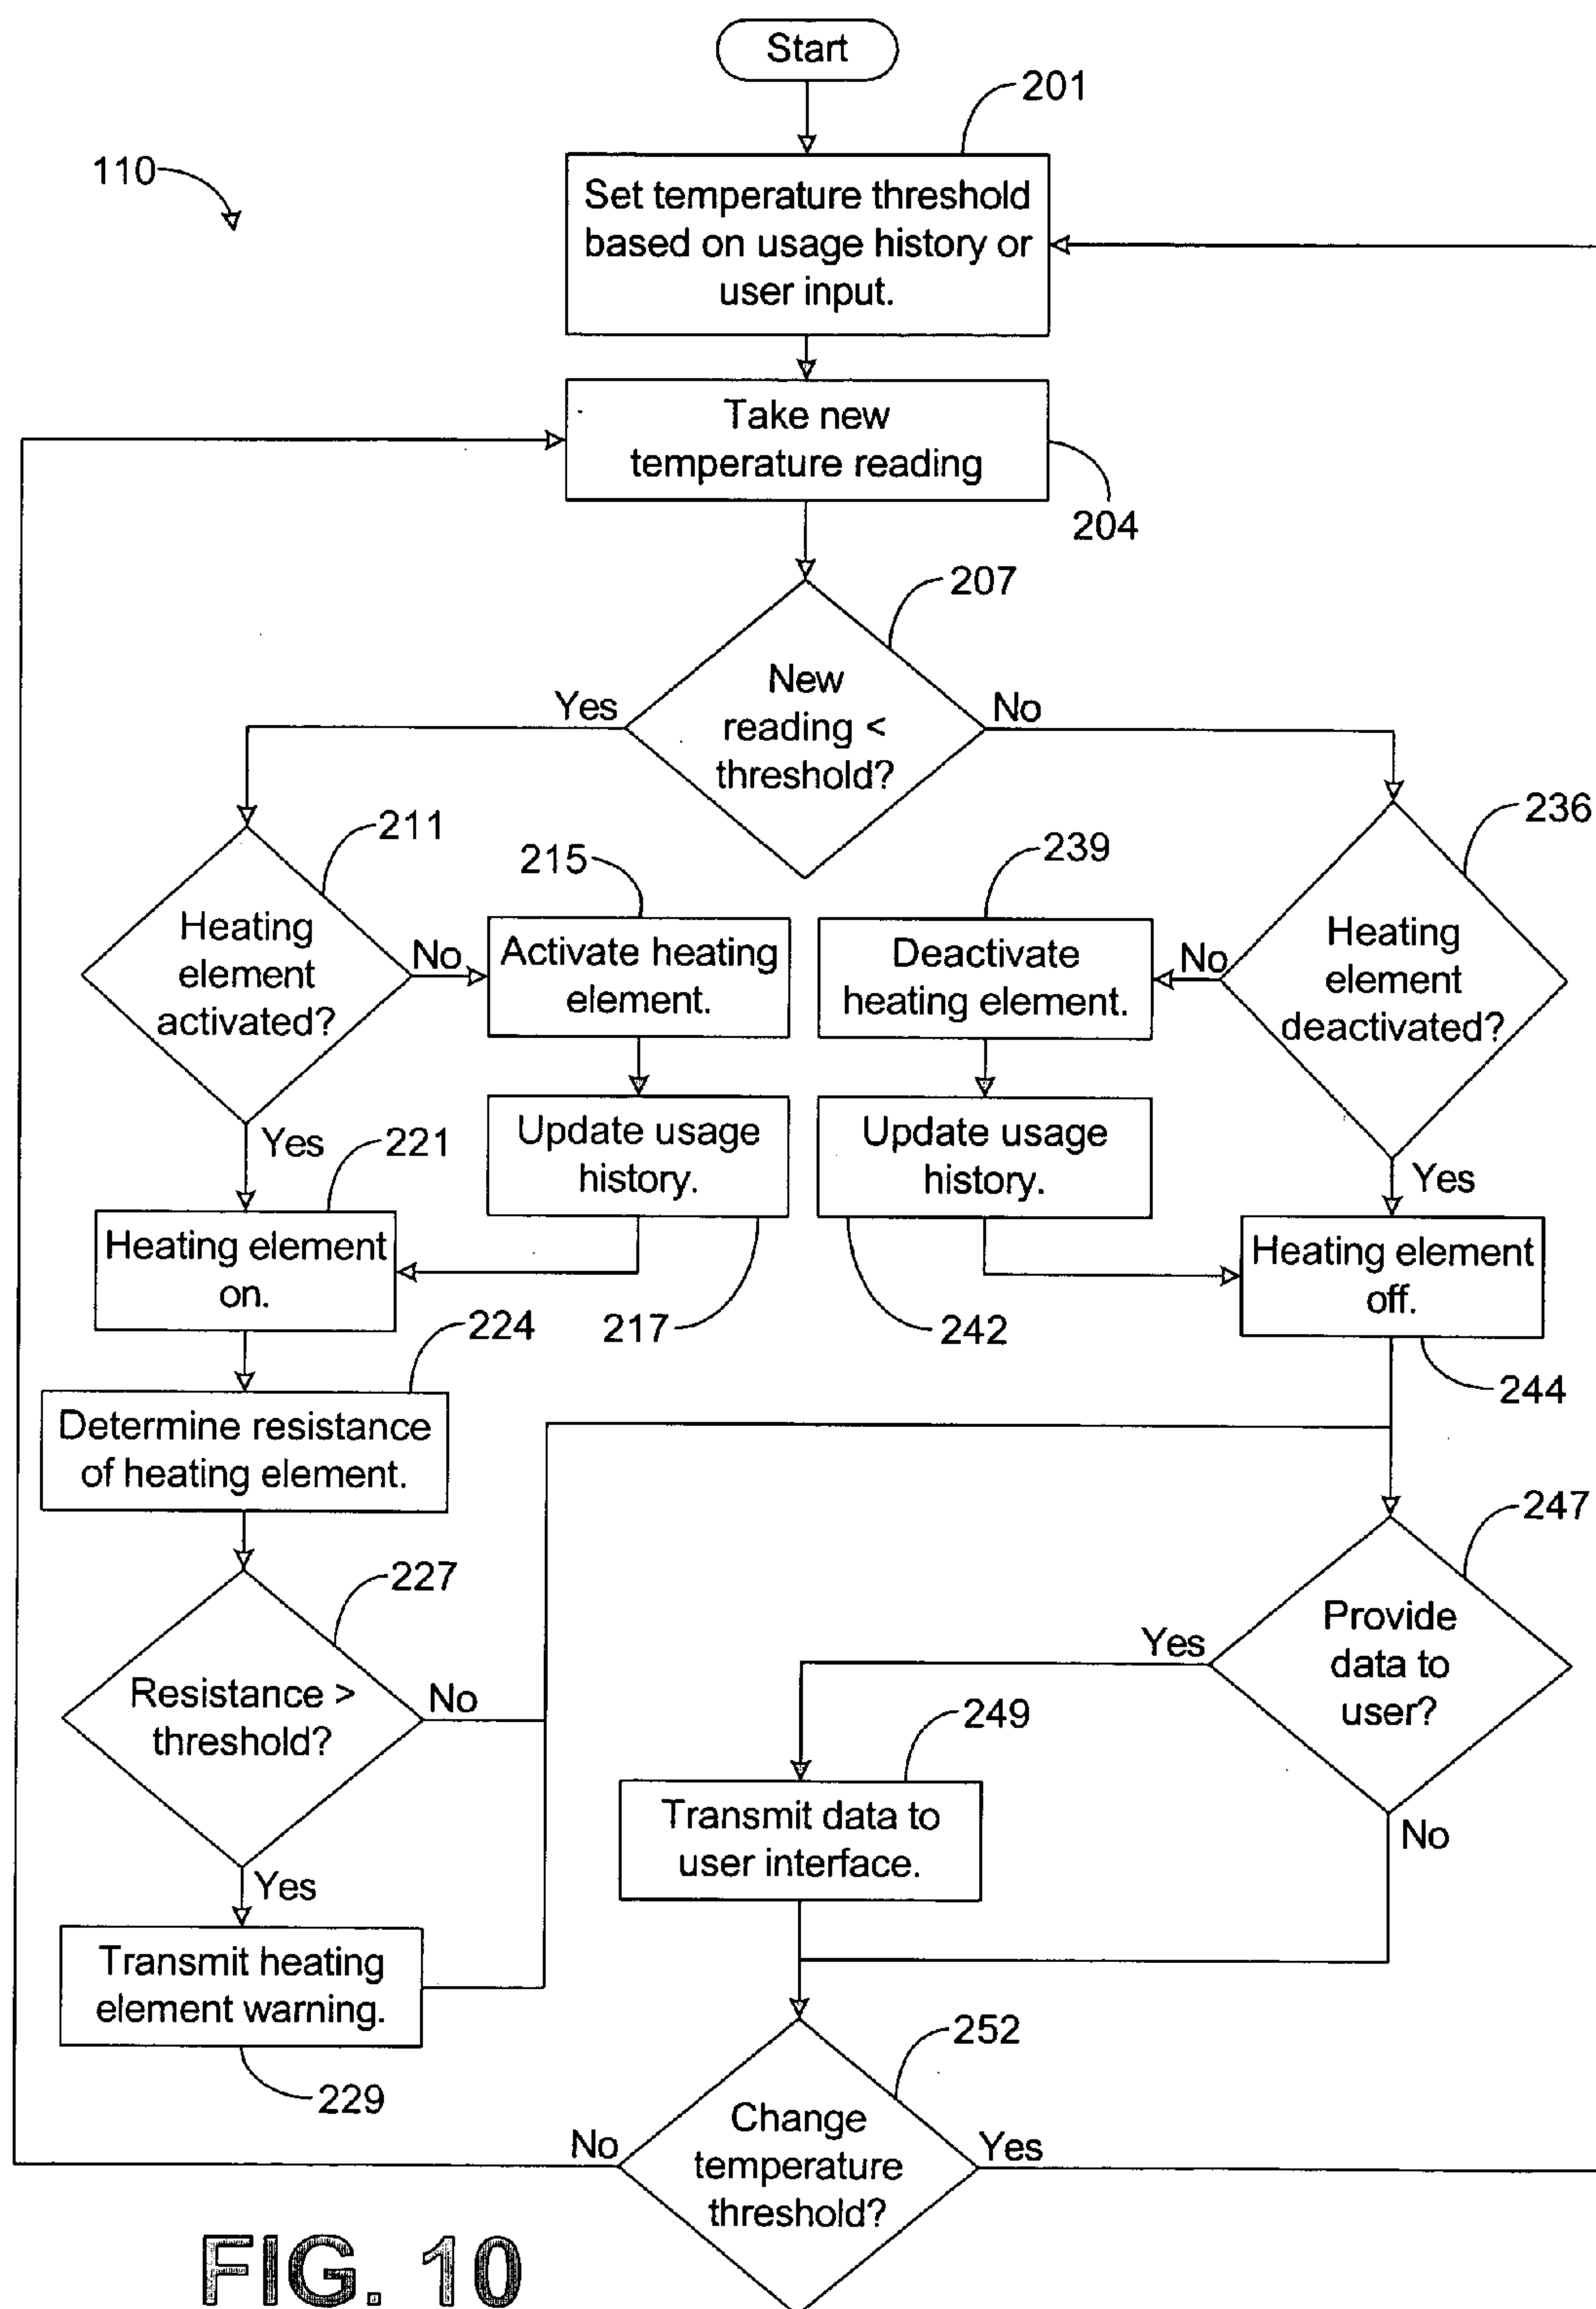 Start
201
110
Set temperature threshold
based on usage history or
user input.
Take new
temperature reading
204
207
New
reading <
threshold?
Yes
No
211
Heating
element
activated?
No
Yes
215
Activate heating
element.
239
Deactivate
heating element.
236
Heating
element
deactivated?
No
Yes
Update usage
history.
217
Update usage
history.
242
221
Heating element
on.
Heating element
off.
244
224
Determine resistance
of heating element.
227
Resistance >
threshold?
No
Yes
247
Provide
data to
user?
Yes
No
249
Transmit data to
user interface.
Transmit heating
element warning.
229
252
Change
temperature
threshold?
No
Yes
FIG. 10